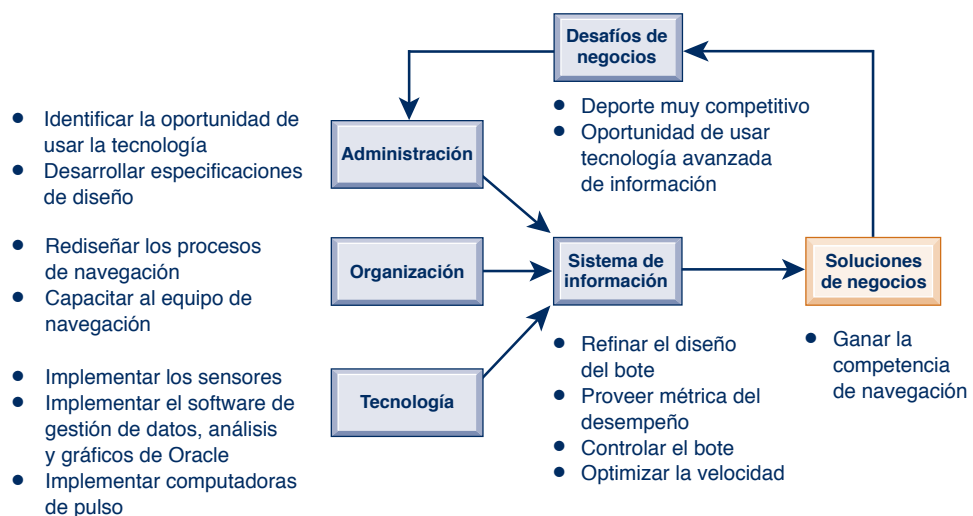 Desafíos de
negocios
Deporte muy competitivo
Oportunidad de usar
tecnología avanzada
de información
Identificar la oportunidad de
usar la tecnología
Desarrollar especificaciones
de diseño
Administración
Rediseñar los procesos
de navegación
Capacitar al equipo de
navegación
Organización
Sistema de
información
Soluciones
de negocios
Implementar los sensores
Implementar el software de
gestión de datos, análisis
y gráficos de Oracle
Implementar computadoras
de pulso
Tecnología
Refinar el diseño
del bote
Proveer métrica del
desempeño
Controlar el bote
Optimizar la velocidad
Ganar la
competencia
de navegación